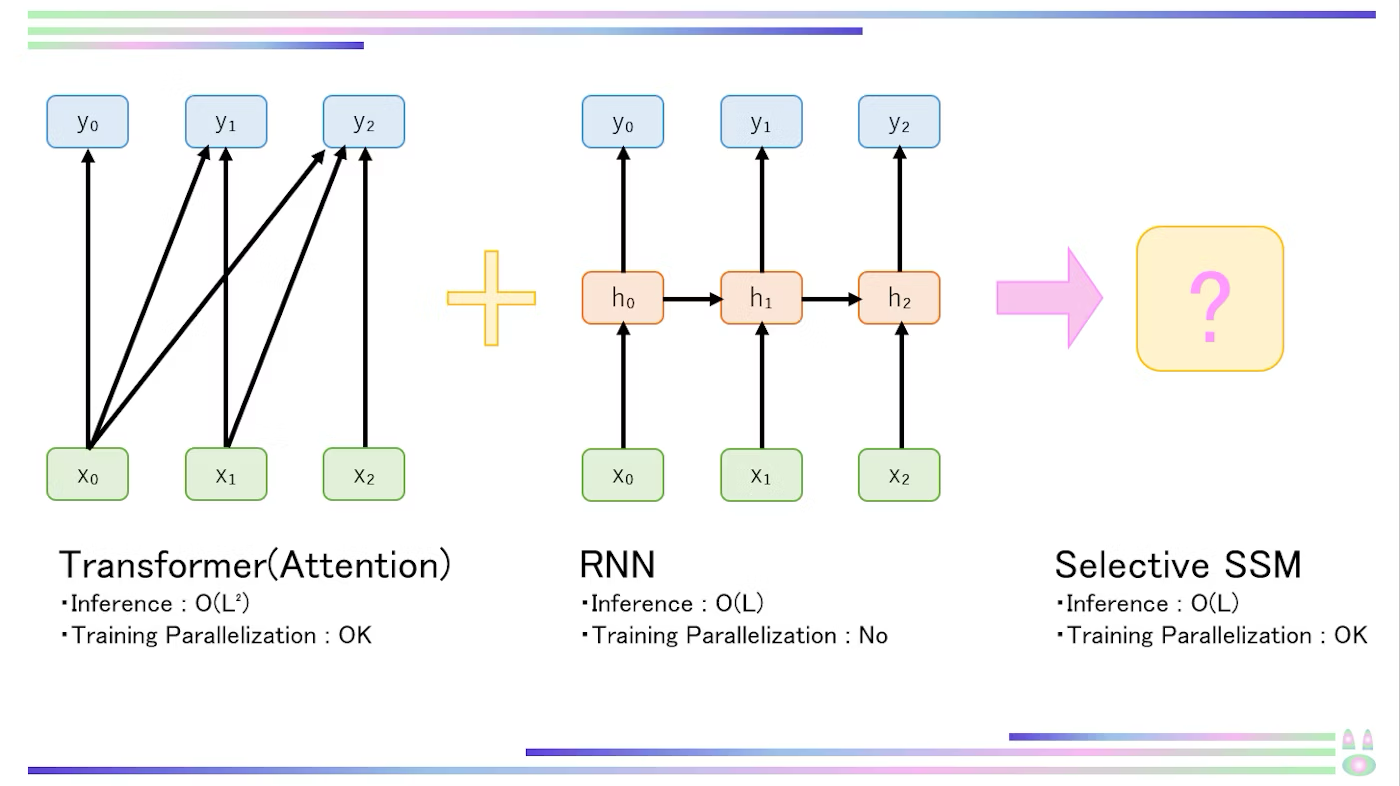 y₀ y₁ y₂
y₀ y₁ y₂
h₀ h₁ h₂
?
x₀ x₁ x₂
x₀ x₁ x₂
Transformer(Attention)
・Inference : O(L²)
・Training Parallelization : OK
RNN
・Inference : O(L)
・Training Parallelization : No
Selective SSM
・Inference : O(L)
・Training Parallelization : OK